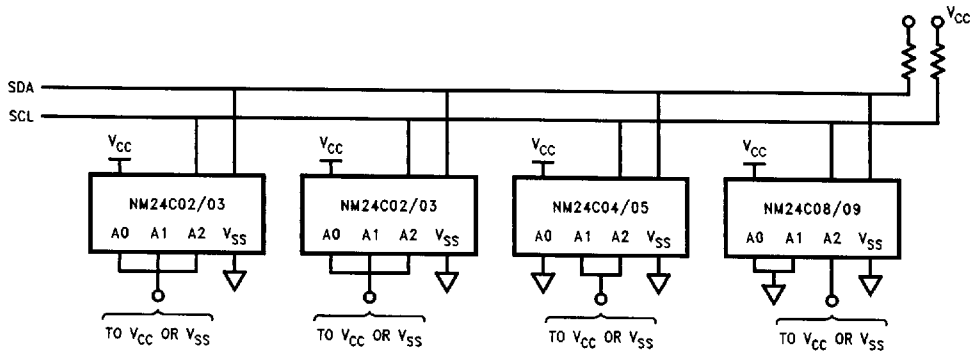 V_CC
SDA
SCL
V_CC V_CC V_CC V_CC
NM24C02/03 NM24C02/03 NM24C04/05 NM24C08/09
A0 A1 A2 V_SS A0 A1 A2 V_SS A0 A1 A2 V_SS A0 A1 A2 V_SS
TO V_CC OR V_SS TO V_CC OR V_SS TO V_CC OR V_SS TO V_CC OR V_SS